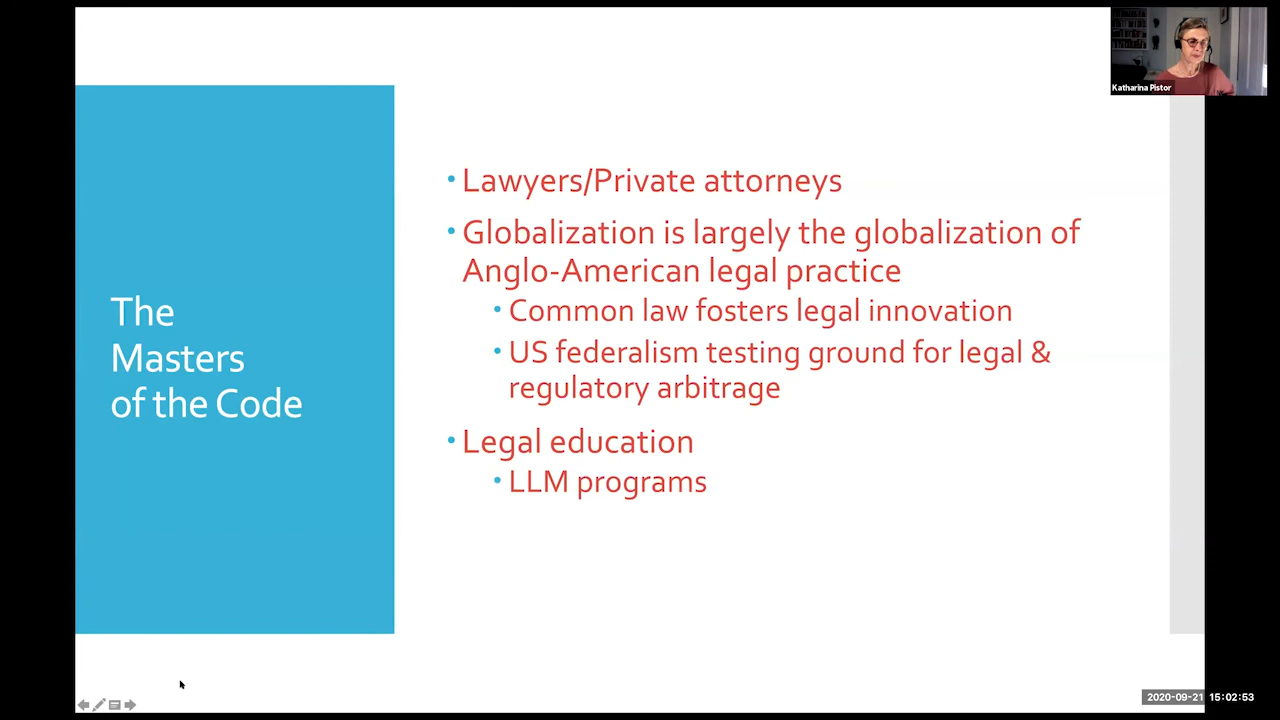 Katharina Pistor
The
Masters
of the Code
Lawyers/Private attorneys
Globalization is largely the globalization of
Anglo-American legal practice
Common law fosters legal innovation
US federalism testing ground for legal &
regulatory arbitrage
Legal education
LLM programs
2020-09-21 15:02:53